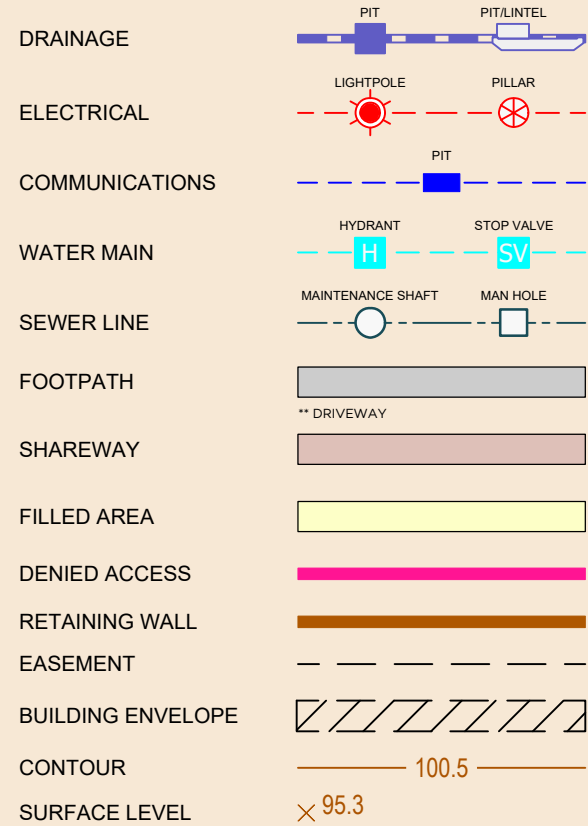 PIT PIT/LINTEL
DRAINAGE
LIGHTPOLE PILLAR
ELECTRICAL
PIT
COMMUNICATIONS
HYDRANT STOP VALVE
WATER MAIN H SV
MAINTENANCE SHAFT MAN HOLE
SEWER LINE
FOOTPATH
** DRIVEWAY
SHAREWAY
FILLED AREA
DENIED ACCESS
RETAINING WALL
EASEMENT
BUILDING ENVELOPE
CONTOUR 100.5
SURFACE LEVEL 95.3